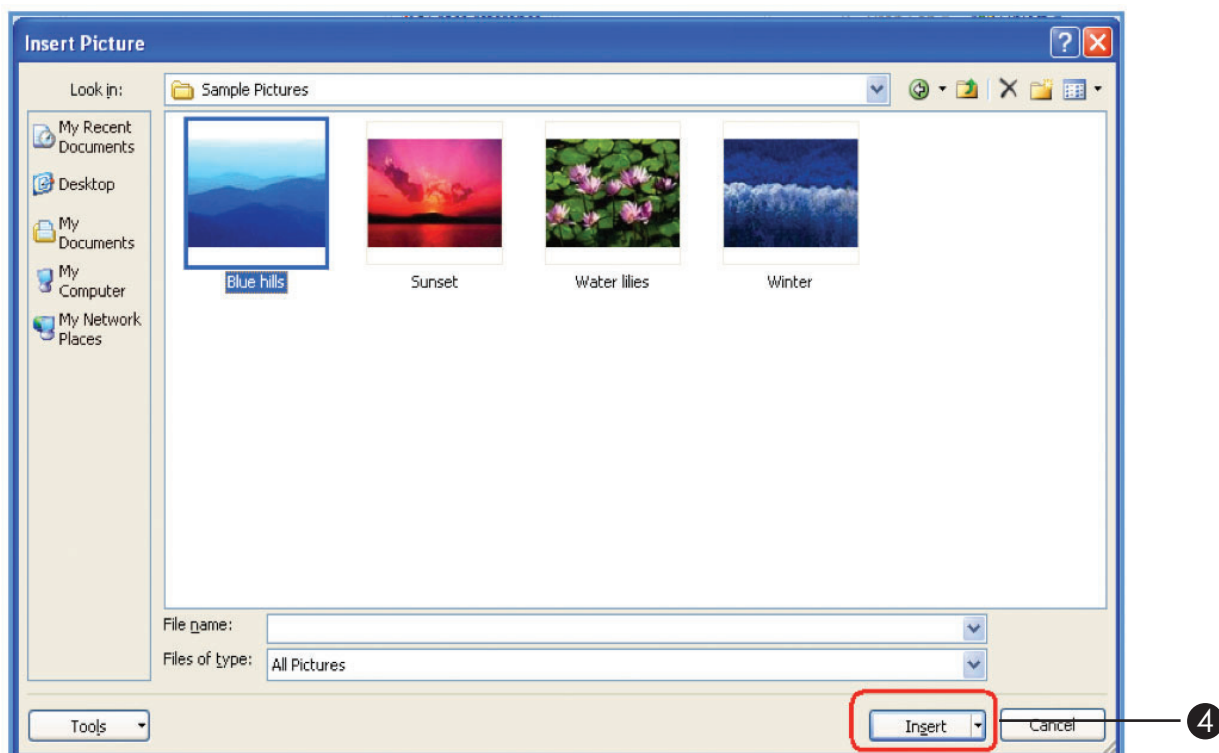 Insert Picture
Look in:
Sample Pictures
My Recent
Documents
Desktop
My
Documents
My
Computer
My Network
Places
Blue hills
Sunset
Water lilies
Winter
File name:
Files of type:
All Pictures
Tools
Insert
Cancel
4